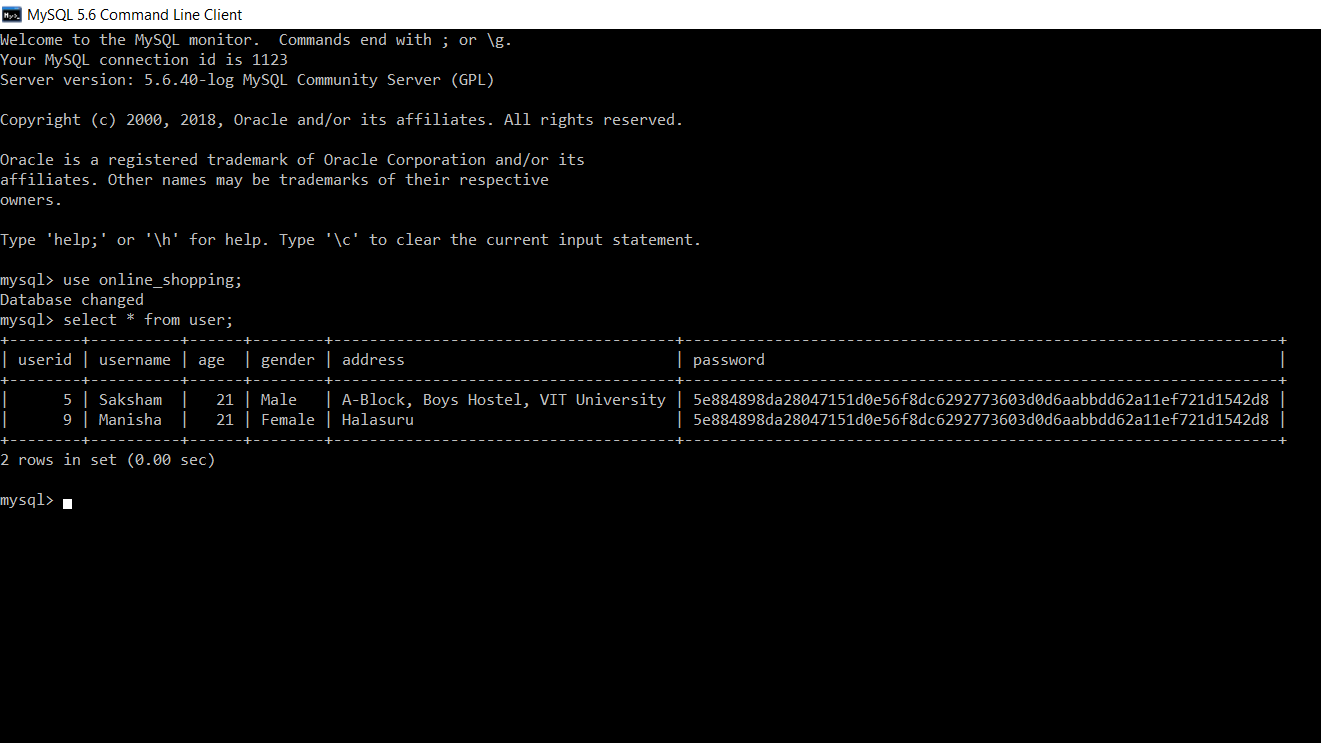 MySQL 5.6 Command Line Client
Welcome to the MySQL monitor.  Commands end with ; or \g.
Your MySQL connection id is 1123
Server version: 5.6.40-log MySQL Community Server (GPL)
Copyright (c) 2000, 2018, Oracle and/or its affiliates. All rights reserved.
Oracle is a registered trademark of Oracle Corporation and/or its
affiliates. Other names may be trademarks of their respective
owners.
Type 'help;' or '\h' for help. Type '\c' to clear the current input statement.
mysql> use online_shopping;
Database changed
mysql> select * from user;
+--------+----------+------+--------+-------------------------------------+------------------------------------------------------------------+
| userid | username | age  | gender | address                             | password                                                         |
+--------+----------+------+--------+-------------------------------------+------------------------------------------------------------------+
|      5 | Saksham  |   21 | Male   | A-Block, Boys Hostel, VIT University | 5e884898da28047151d0e56f8dc6292773603d0d6aabbdd62a11ef721d1542d8 |
|      9 | Manisha  |   21 | Female | Halasuru                            | 5e884898da28047151d0e56f8dc6292773603d0d6aabbdd62a11ef721d1542d8 |
+--------+----------+------+--------+-------------------------------------+------------------------------------------------------------------+
2 rows in set (0.00 sec)
mysql>